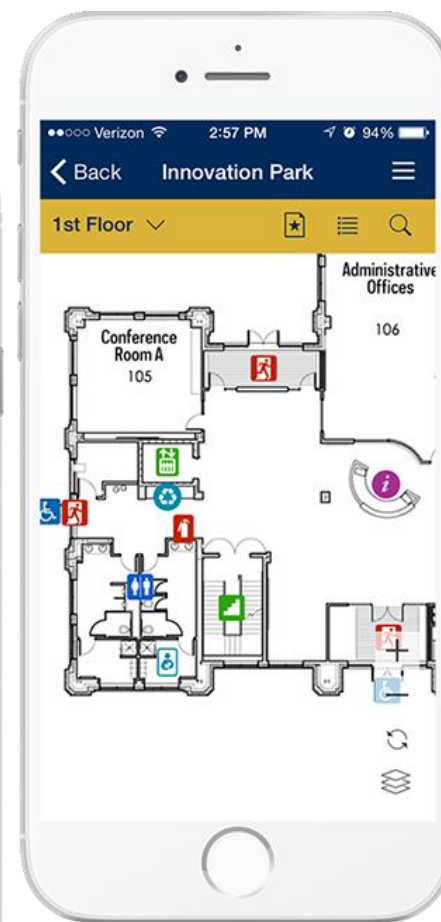 Verizon 2:57 PM 94%
Back Innovation Park
1st Floor
Administrative
Offices
106
Conference
Room A
105
i
+
−